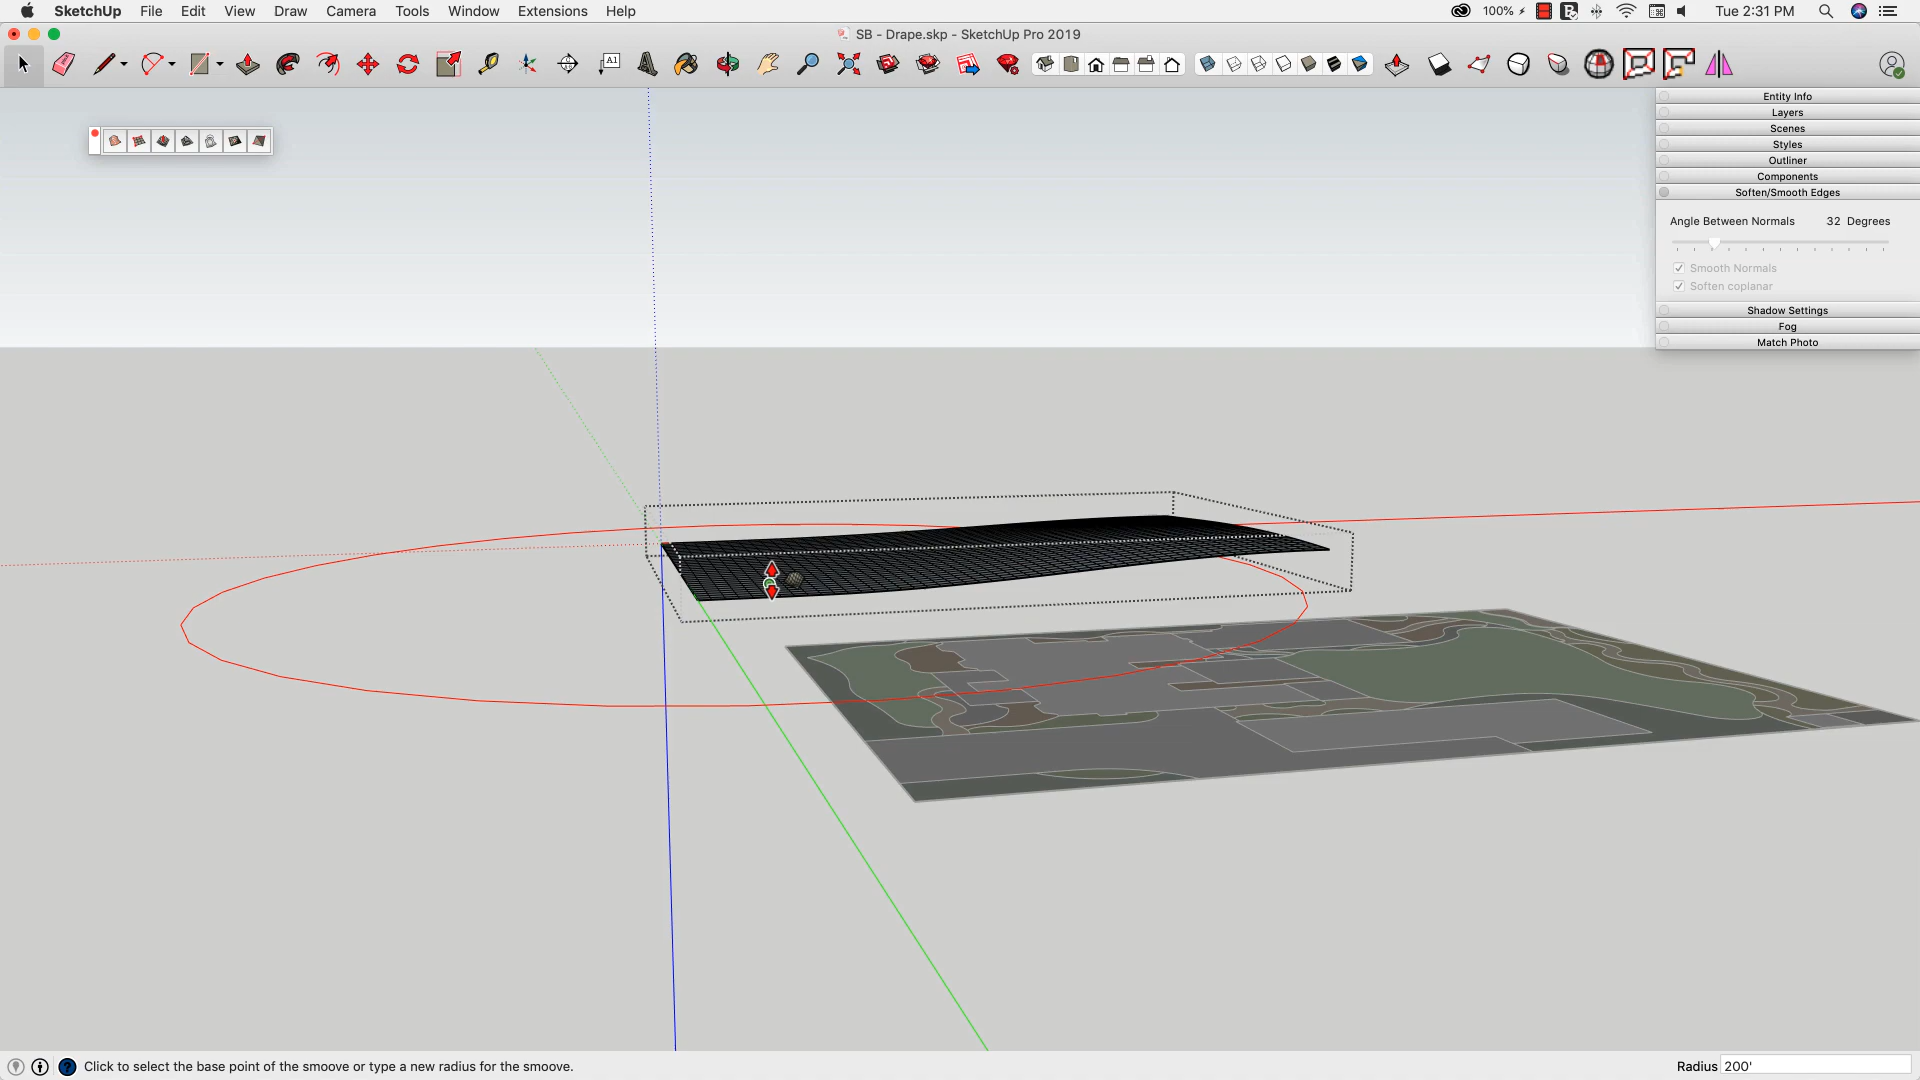 SketchUp File Edit View Draw Camera Tools Window Extensions Help 100% Tue 2:31 PM
SB - Drape.skp - SketchUp Pro 2019
A1
Entity Info
Layers
Scenes
Styles
Outliner
Components
Soften/Smooth Edges
Angle Between Normals 32 Degrees
Smooth Normals
Soften coplanar
Shadow Settings
Fog
Match Photo
Click to select the base point of the smoove or type a new radius for the smoove. Radius 200'